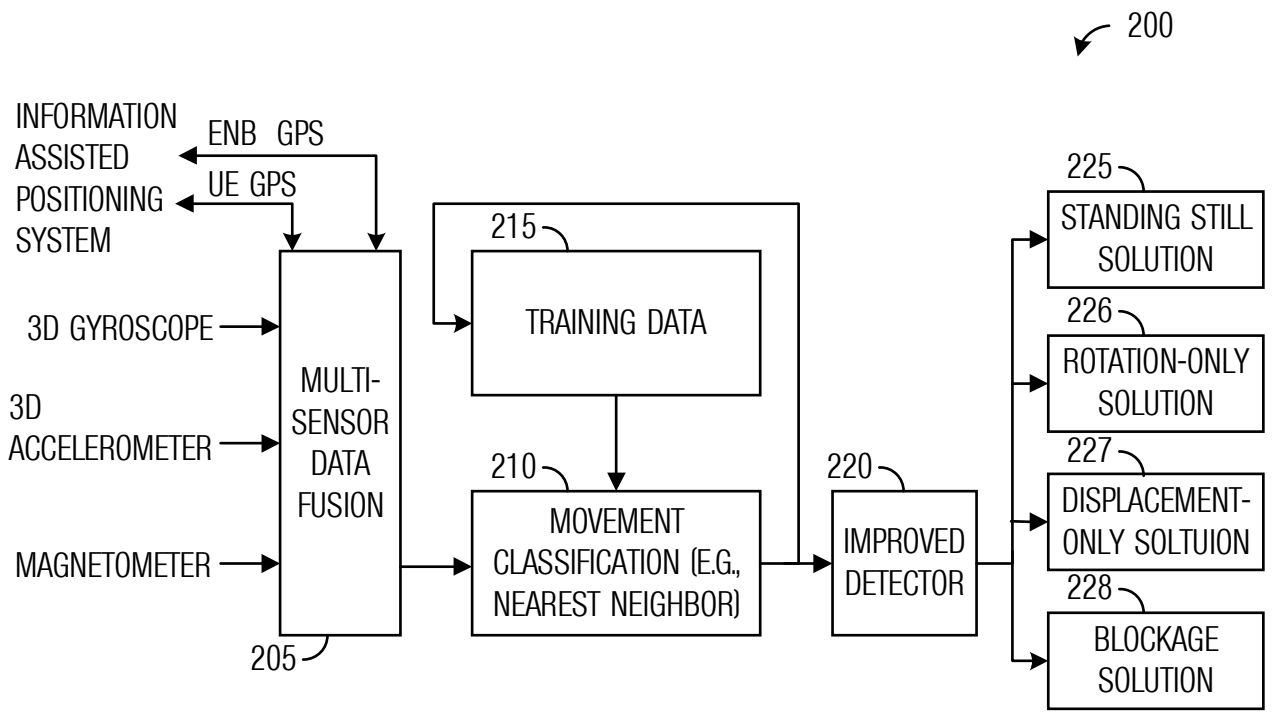 200
INFORMATION
ASSISTED
POSITIONING
SYSTEM
ENB GPS
UE GPS
3D GYROSCOPE
3D
ACCELEROMETER
MAGNETOMETER
MULTI-
SENSOR
DATA
FUSION
205
215
TRAINING DATA
210
MOVEMENT
CLASSIFICATION (E.G.,
NEAREST NEIGHBOR)
220
IMPROVED
DETECTOR
225
STANDING STILL
SOLUTION
226
ROTATION-ONLY
SOLUTION
227
DISPLACEMENT-
ONLY SOLTUION
228
BLOCKAGE
SOLUTION